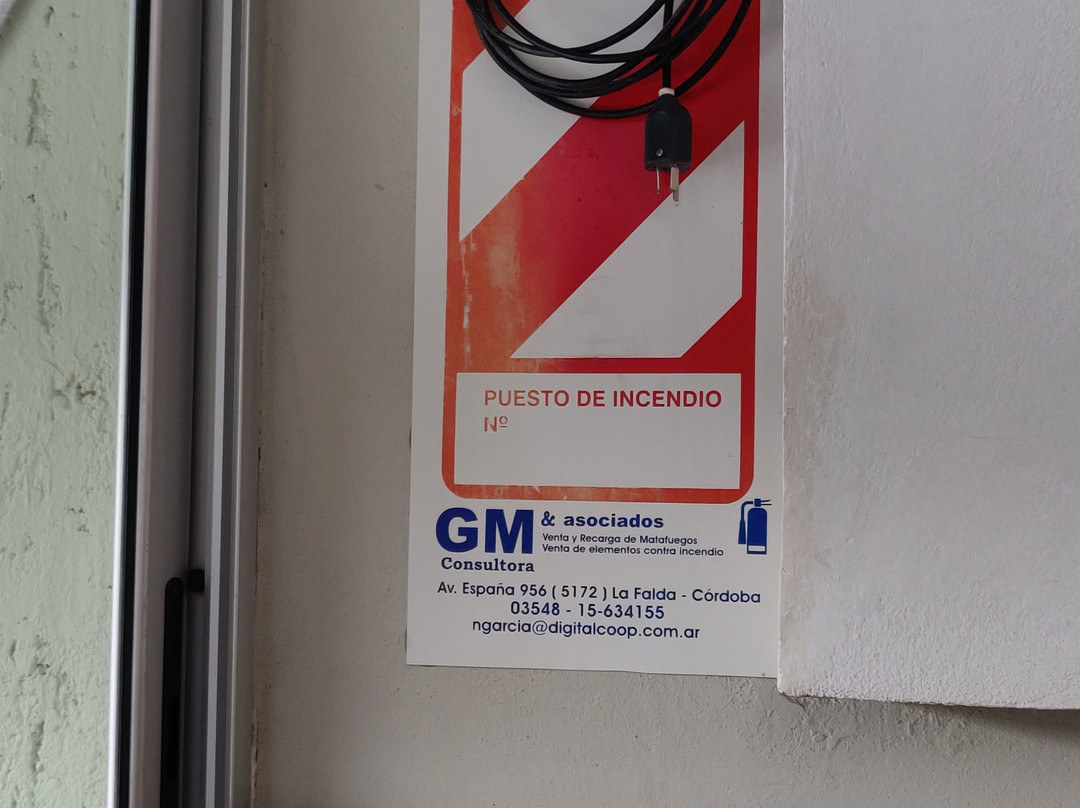 PUESTO DE INCENDIO
Nº
GM & asociados
Consultora
Venta y Recarga de Matafuegos
Venta de elementos contra incendio
Av. España 956 ( 5172 ) La Falda - Córdoba
03548 - 15-634155
ngarcia@digitalcoop.com.ar